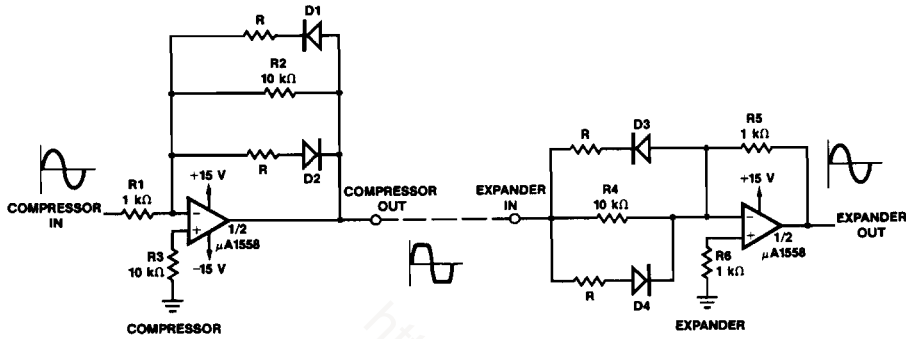 R
D1
R2
10 kΩ
R
D2
R1
1 kΩ
COMPRESSOR
IN
+15 V
−
+
1/2
μA1558
−15 V
R3
10 kΩ
COMPRESSOR
COMPRESSOR
OUT
EXPANDER
IN
R
D3
R4
10 kΩ
R
D4
R5
1 kΩ
+15 V
−
+
1/2
μA1558
R6
1 kΩ
EXPANDER
OUT
EXPANDER
htt